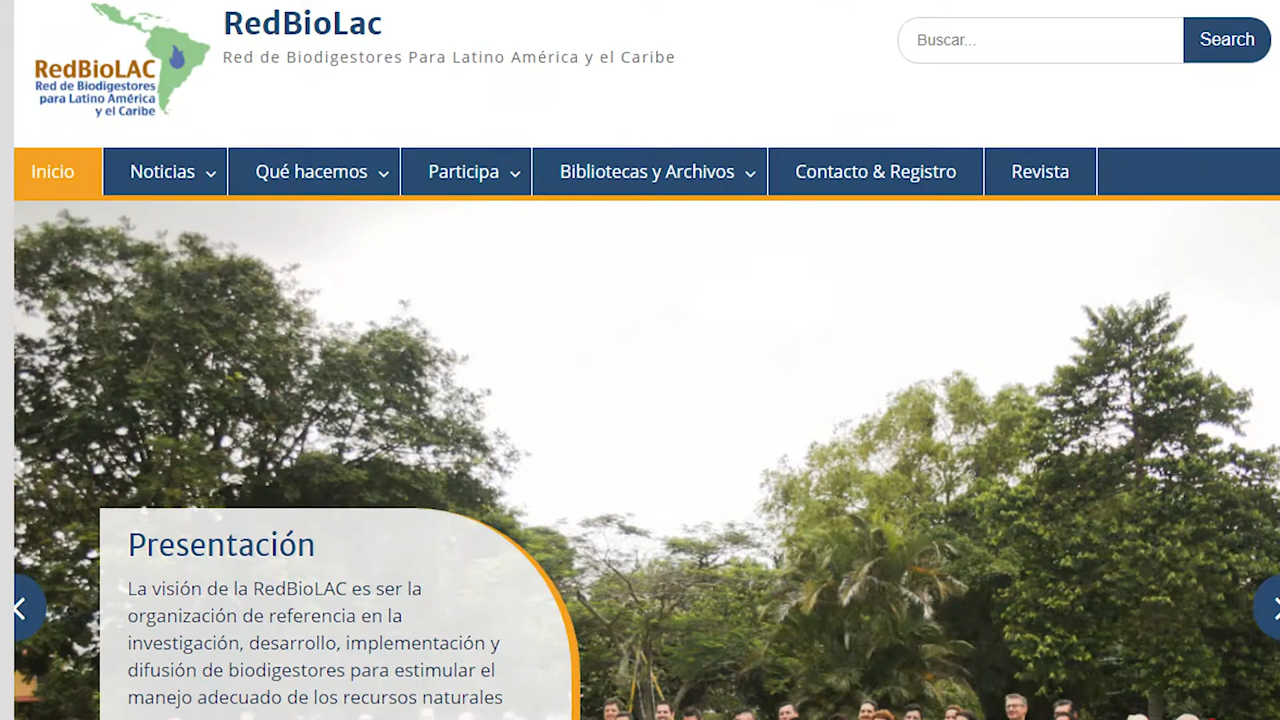 RedBioLAC
Red de Biodigestores
para Latino América
y el Caribe
RedBioLac
Red de Biodigestores Para Latino América y el Caribe
Buscar...
Search
Inicio
Noticias
Qué hacemos
Participa
Bibliotecas y Archivos
Contacto & Registro
Revista
Presentación
La visión de la RedBioLAC es ser la
organización de referencia en la
investigación, desarrollo, implementación y
difusión de biodigestores para estimular el
manejo adecuado de los recursos naturales